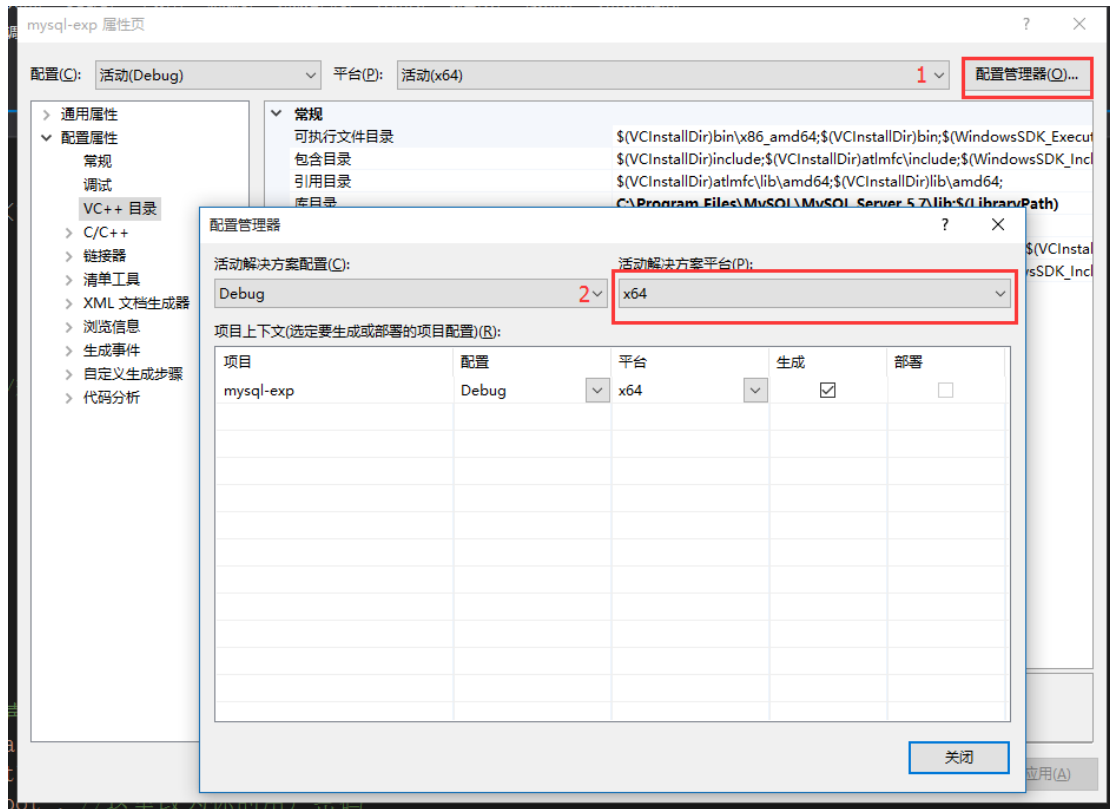 mysql-exp 属性页
配置(C): 活动(Debug) 平台(P): 活动(x64) 1 配置管理器(O)...
通用属性
配置属性
常规
调试
VC++ 目录
C/C++
链接器
清单工具
XML 文档生成器
浏览信息
生成事件
自定义生成步骤
代码分析
常规
可执行文件目录 $(VCInstallDir)bin\x86_amd64;$(VCInstallDir)bin;$(WindowsSDK_Execut
包含目录 $(VCInstallDir)include;$(VCInstallDir)atlmfc\include;$(WindowsSDK_Incl
引用目录 $(VCInstallDir)atlmfc\lib\amd64;$(VCInstallDir)lib\amd64;
库目录 C:\Program Files\MySQL\MySQL Server 5.7\lib;$(LibraryPath)
$(VCInstal
sSDK_Incl
配置管理器
活动解决方案配置(C): 活动解决方案平台(P):
Debug 2 x64
项目上下文(选定要生成或部署的项目配置)(R):
项目 配置 平台 生成 部署
mysql-exp Debug x64
关闭
应用(A)